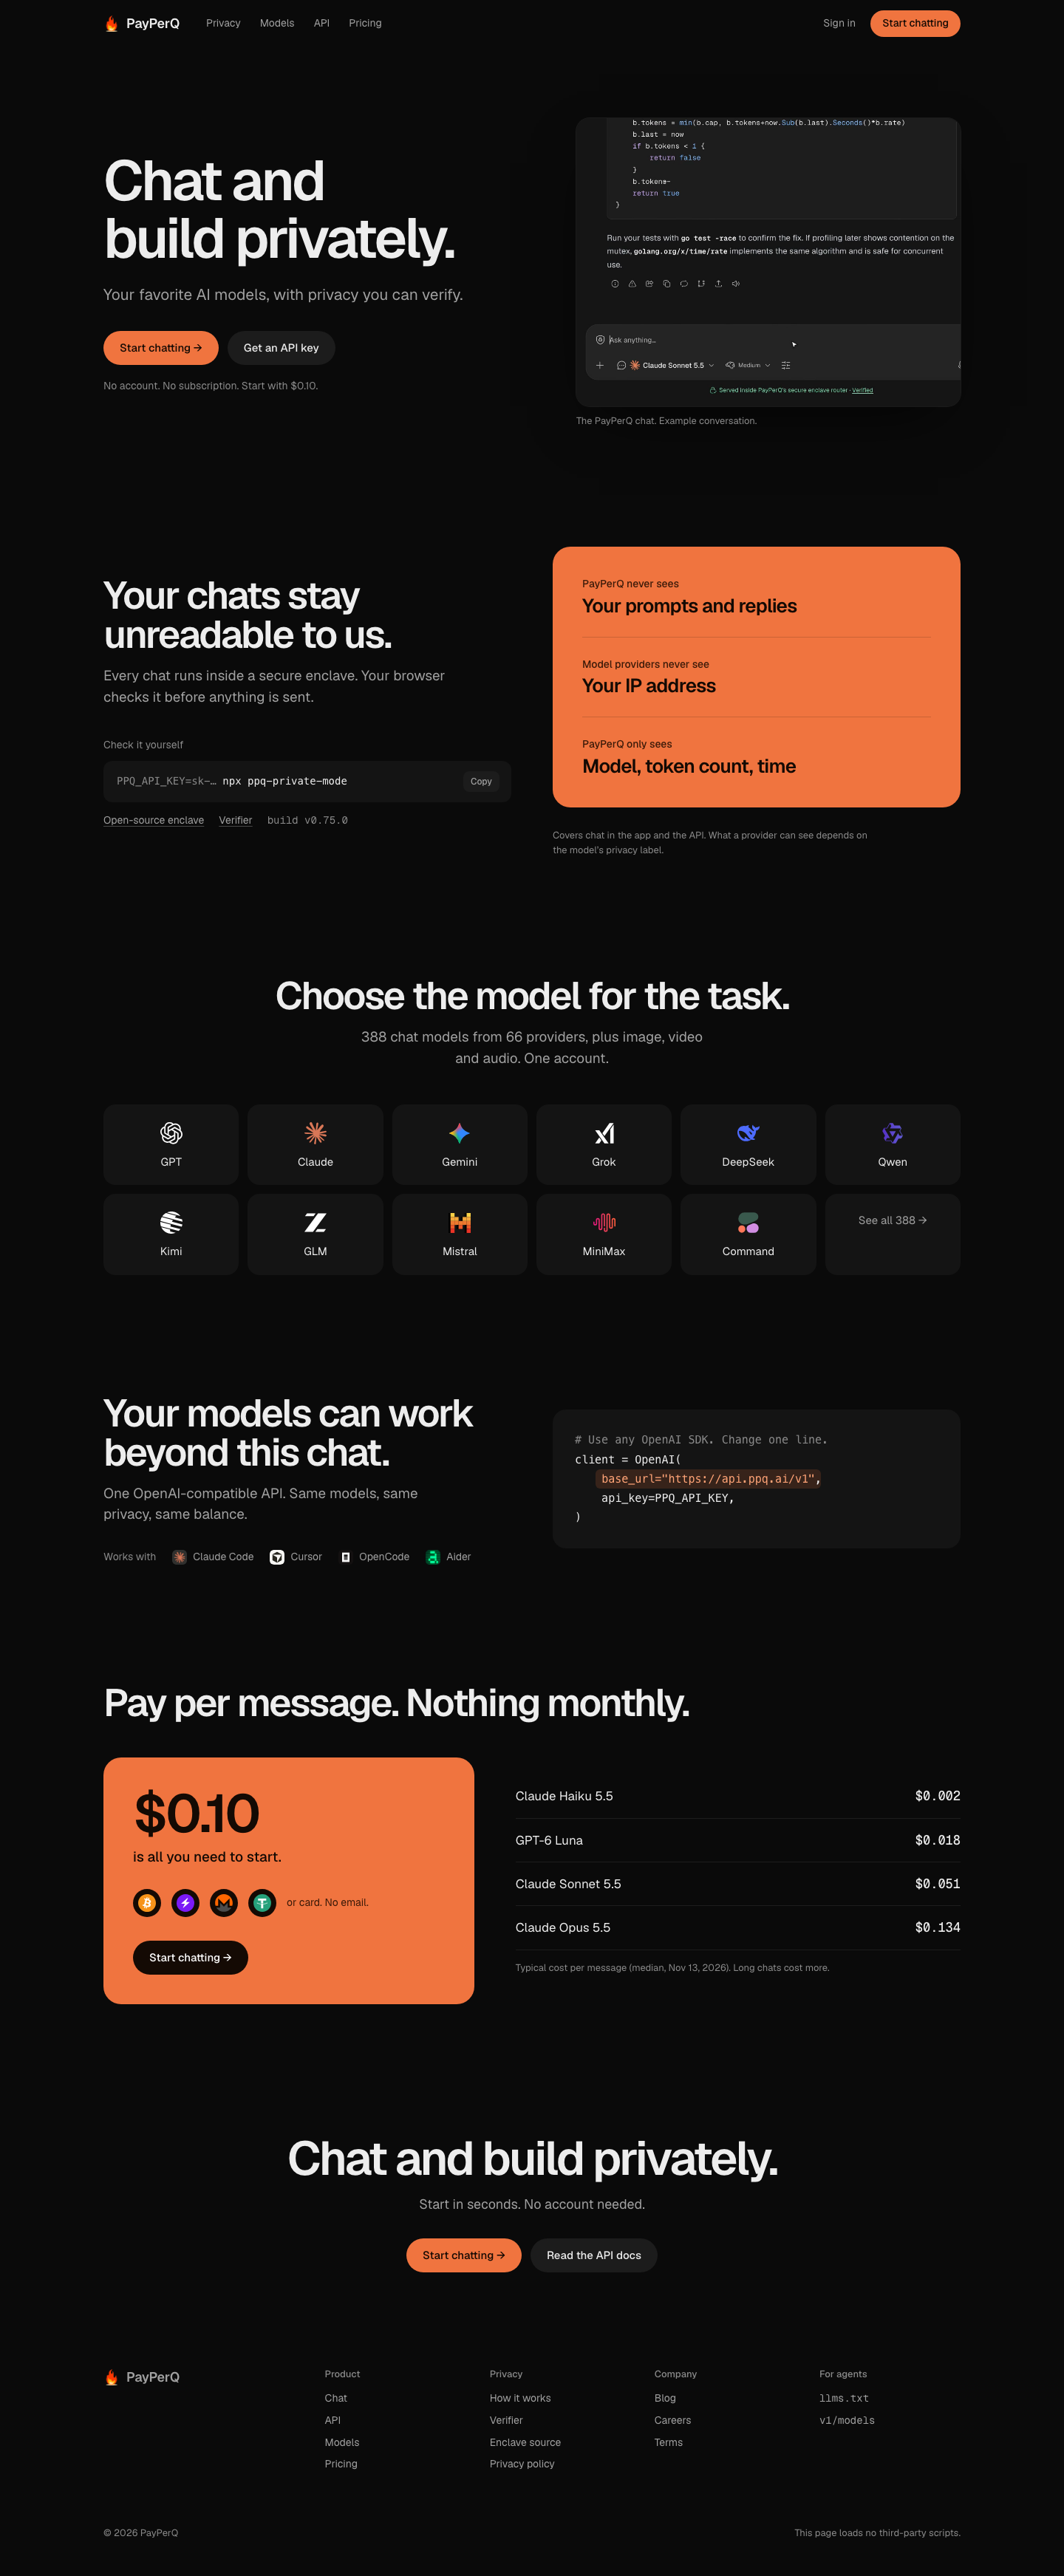 PayPerQ
Privacy
Models
API
Pricing
Sign in
Start chatting
Chat and
build privately.
Your favorite AI models, with privacy you can verify.
Start chatting →
Get an API key
No account. No subscription. Start with $0.10.
b.tokens = min(b.cap, b.tokens+now.Sub(b.last).Seconds()*b.rate)
b.last = now
if b.tokens < 1 {
return false
}
b.tokens--
return true
}
Run your tests with go test -race to confirm the fix. If profiling later shows contention on the
mutex, golang.org/x/time/rate implements the same algorithm and is safe for concurrent
use.
Ask anything...
Claude Sonnet 5.5
Medium
Served inside PayPerQ's secure enclave router · Verified
The PayPerQ chat. Example conversation.
Your chats stay
unreadable to us.
Every chat runs inside a secure enclave. Your browser
checks it before anything is sent.
Check it yourself
PPQ_API_KEY=sk-… npx ppq-private-mode
Copy
Open-source enclave
Verifier
build v0.75.0
PayPerQ never sees
Your prompts and replies
Model providers never see
Your IP address
PayPerQ only sees
Model, token count, time
Covers chat in the app and the API. What a provider can see depends on
the model's privacy label.
Choose the model for the task.
388 chat models from 66 providers, plus image, video
and audio. One account.
GPT
Claude
Gemini
Grok
DeepSeek
Qwen
Kimi
GLM
Mistral
MiniMax
Command
See all 388 →
Your models can work
beyond this chat.
One OpenAI-compatible API. Same models, same
privacy, same balance.
Works with
Claude Code
Cursor
OpenCode
Aider
# Use any OpenAI SDK. Change one line.
client = OpenAI(
base_url="https://api.ppq.ai/v1",
api_key=PPQ_API_KEY,
)
Pay per message. Nothing monthly.
$0.10
is all you need to start.
or card. No email.
Start chatting →
Claude Haiku 5.5
$0.002
GPT-6 Luna
$0.018
Claude Sonnet 5.5
$0.051
Claude Opus 5.5
$0.134
Typical cost per message (median, Nov 13, 2026). Long chats cost more.
Chat and build privately.
Start in seconds. No account needed.
Start chatting →
Read the API docs
PayPerQ
Product
Chat
API
Models
Pricing
Privacy
How it works
Verifier
Enclave source
Privacy policy
Company
Blog
Careers
Terms
For agents
llms.txt
v1/models
© 2026 PayPerQ
This page loads no third-party scripts.